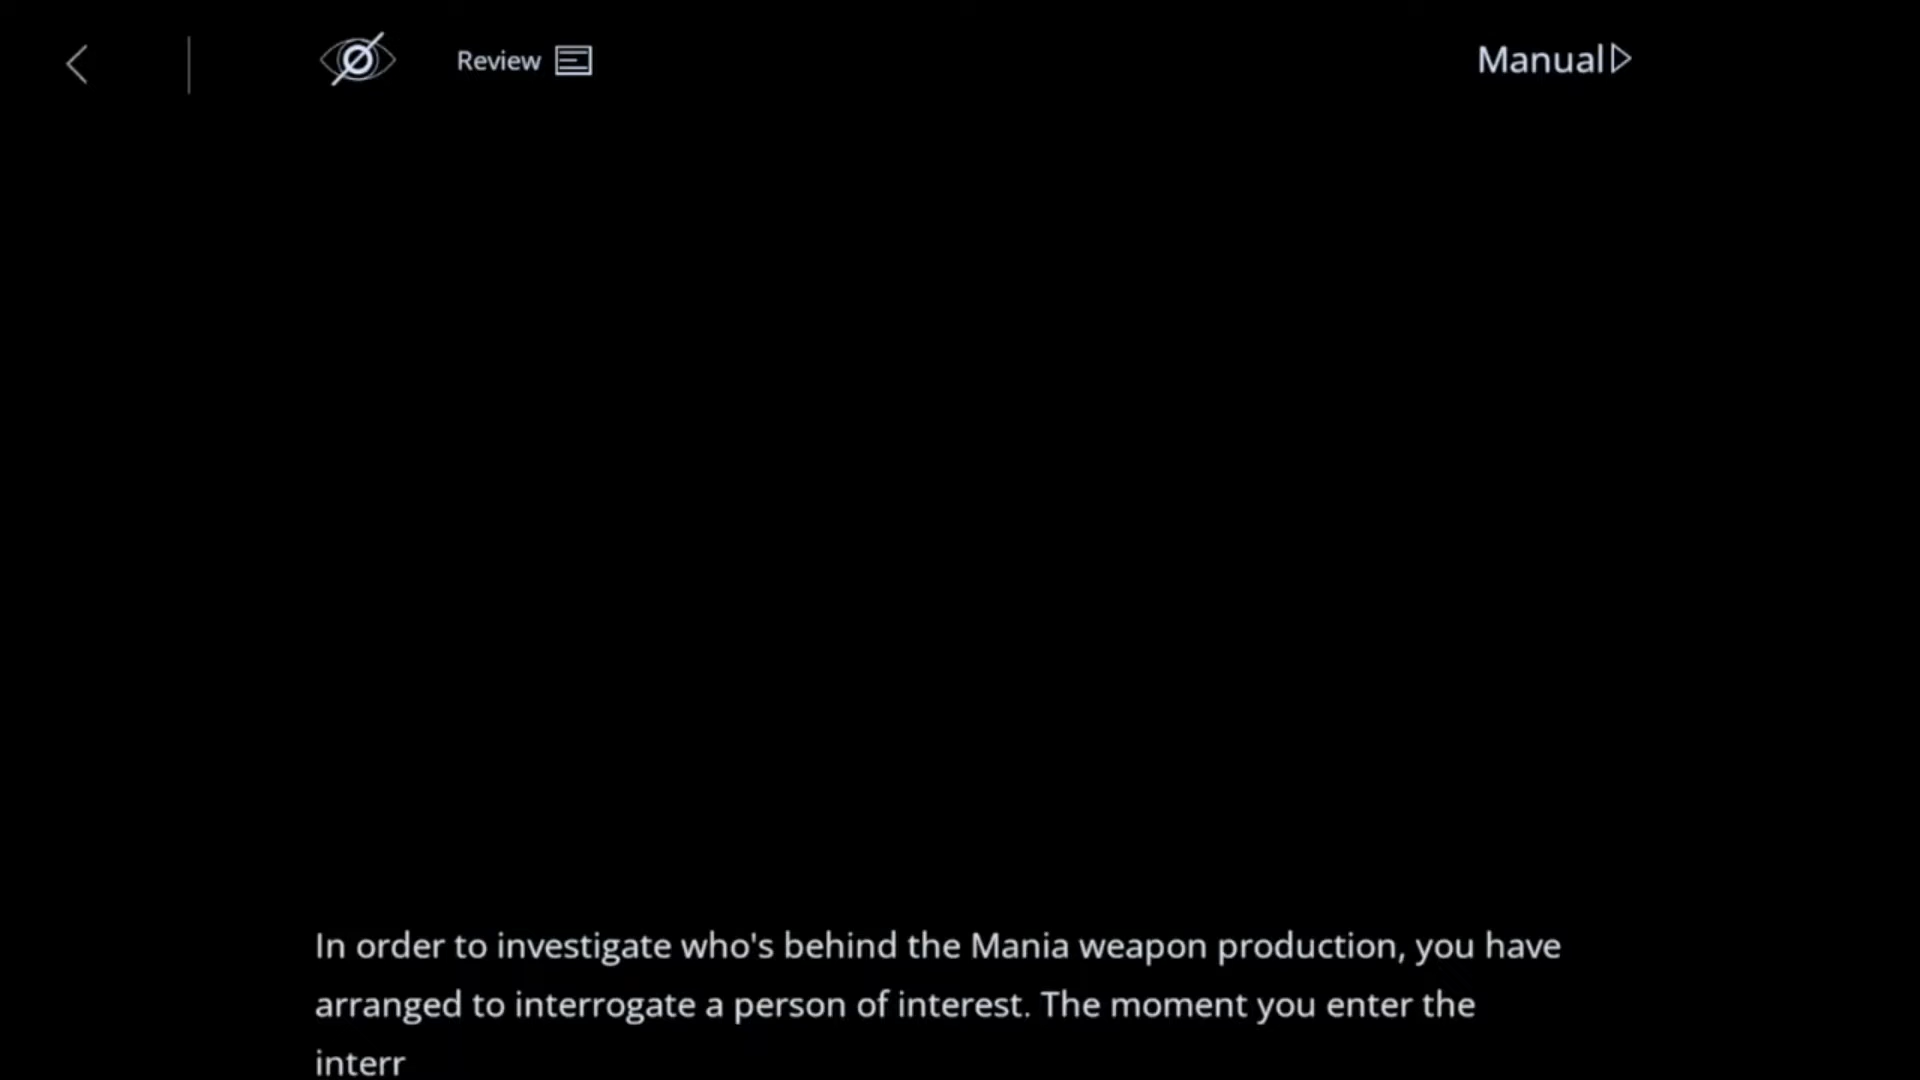 Review
Manual
In order to investigate who's behind the Mania weapon production, you have
arranged to interrogate a person of interest. The moment you enter the
interr